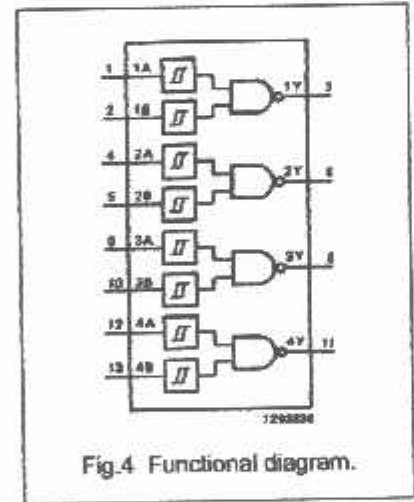 1 1A 1Y 3
2 1B
4 2A 2Y 6
5 2B
9 3A 3Y 8
10 3B
12 4A 4Y 11
13 4B
Fig.4 Functional diagram.